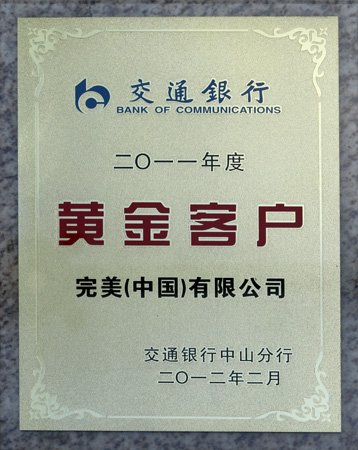 交通銀行
BANK OF COMMUNICATIONS
二〇一一年度
黄金客户
完美(中国)有限公司
交通银行中山分行
二〇一二年二月